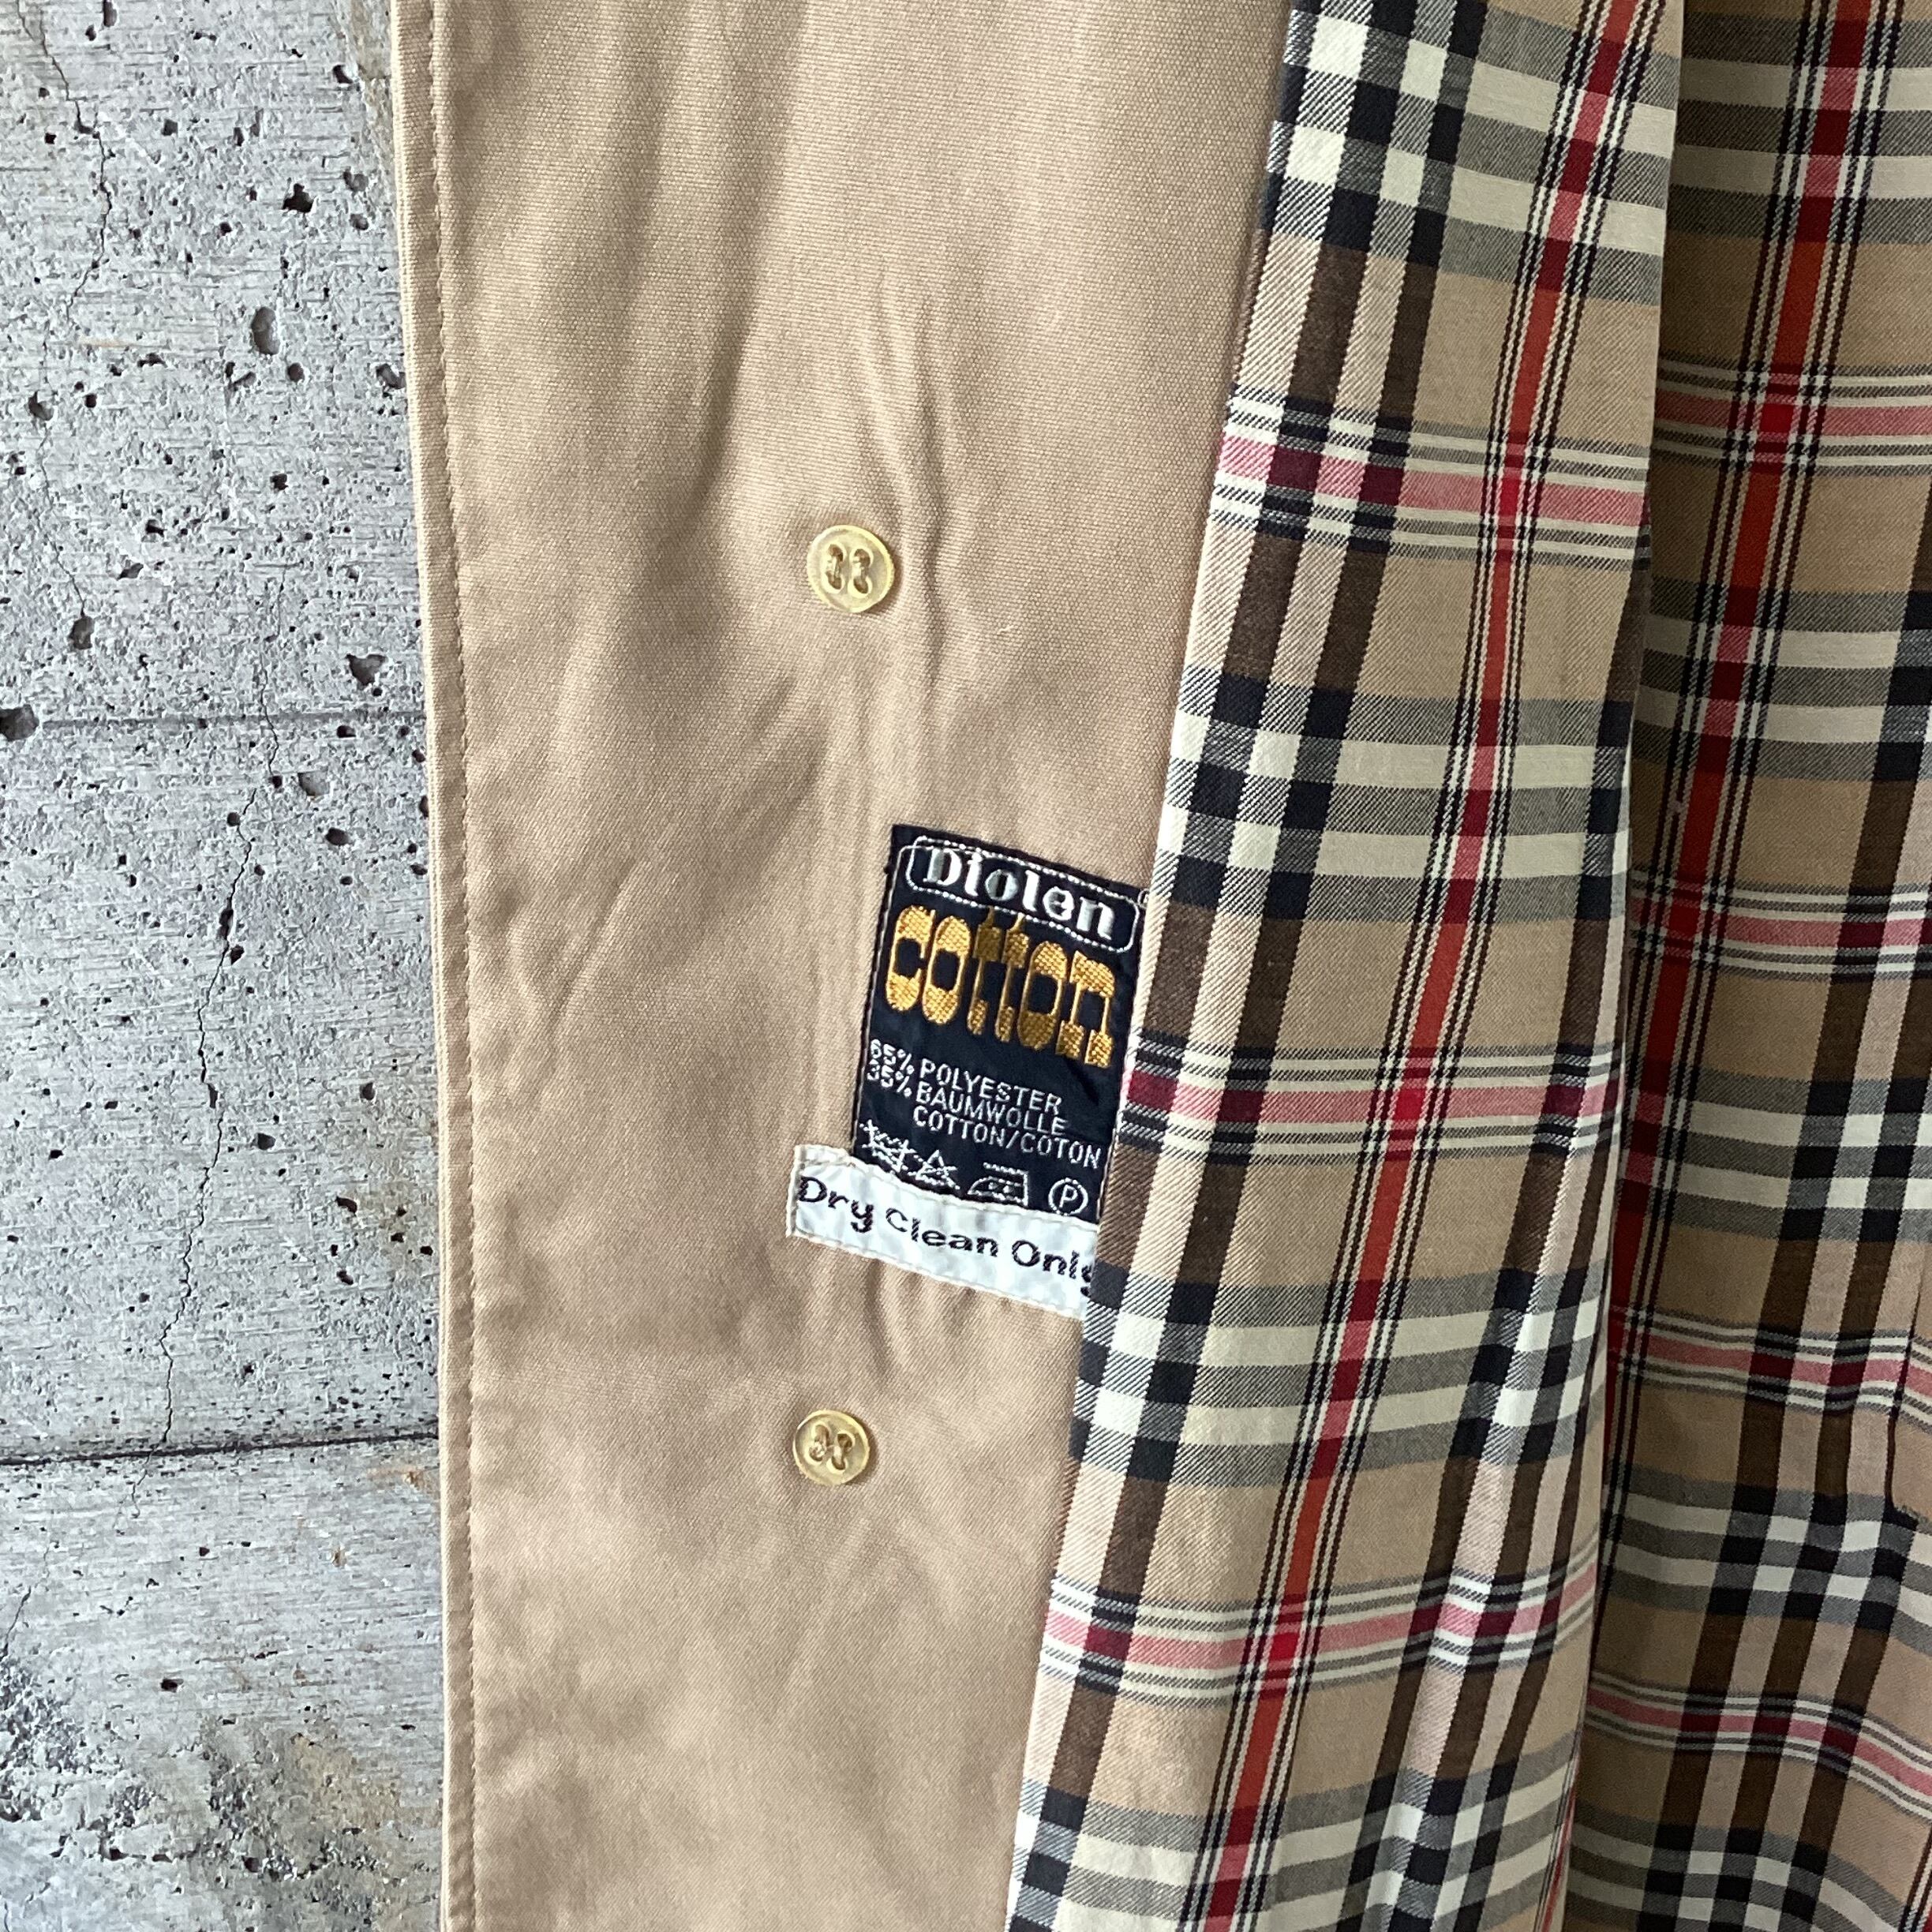 Diolen
cotton
65% POLYESTER
35% BAUMWOLLE
COTTON/COTON
P
Dry Clean Only